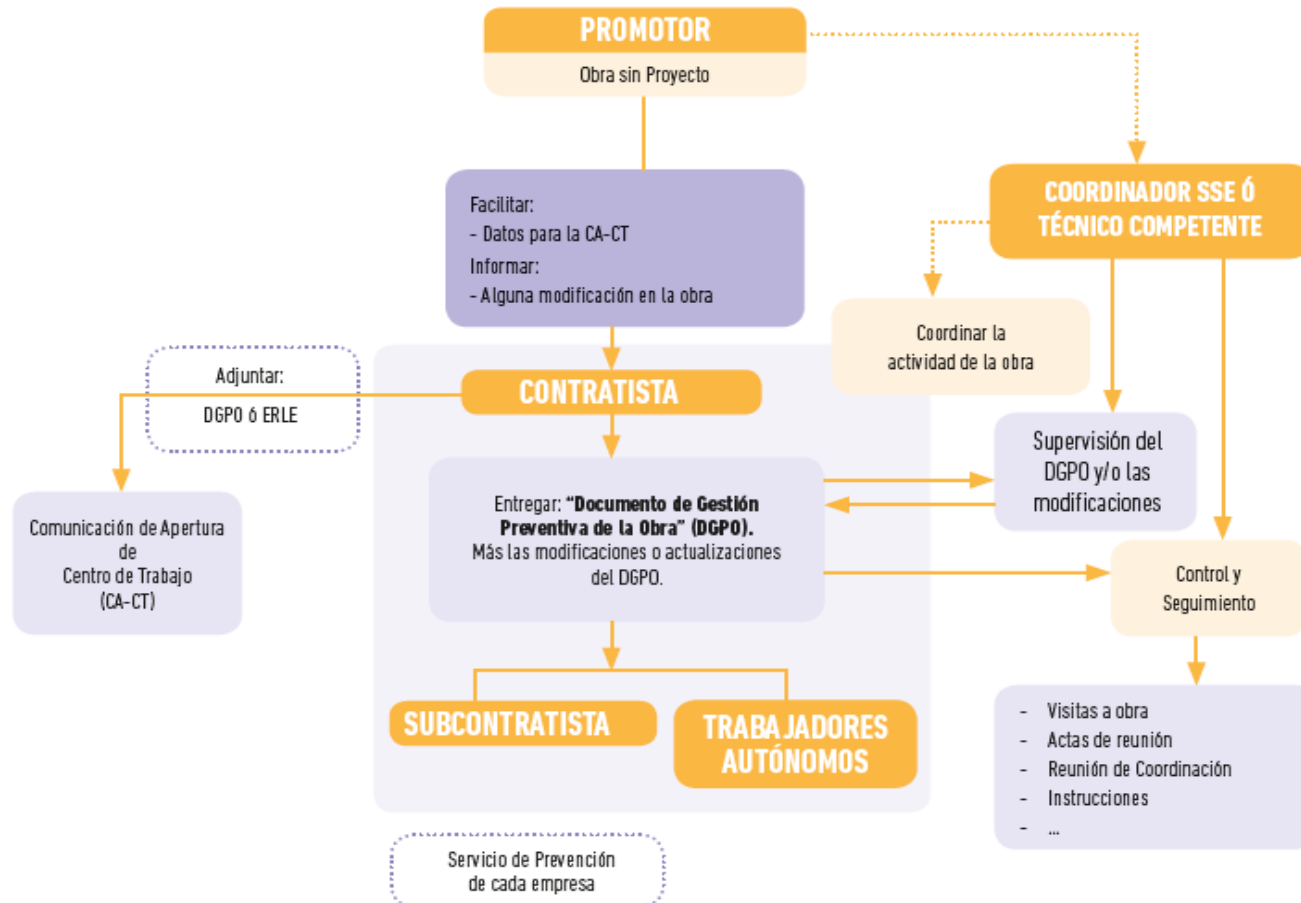 PROMOTOR
Obra sin Proyecto
COORDINADOR SSE Ó
TÉCNICO COMPETENTE
Facilitar:
- Datos para la CA-CT
Informar:
- Alguna modificación en la obra
Coordinar la
actividad de la obra
Adjuntar:
DGPO ó ERLE
CONTRATISTA
Supervisión del
DGPO y/o las
modificaciones
Entregar: “Documento de Gestión
Preventiva de la Obra” (DGPO).
Más las modificaciones o actualizaciones
del DGPO.
Comunicación de Apertura
de
Centro de Trabajo
(CA-CT)
Control y
Seguimiento
SUBCONTRATISTA
TRABAJADORES
AUTÓNOMOS
- Visitas a obra
- Actas de reunión
- Reunión de Coordinación
- Instrucciones
- ...
Servicio de Prevención
de cada empresa